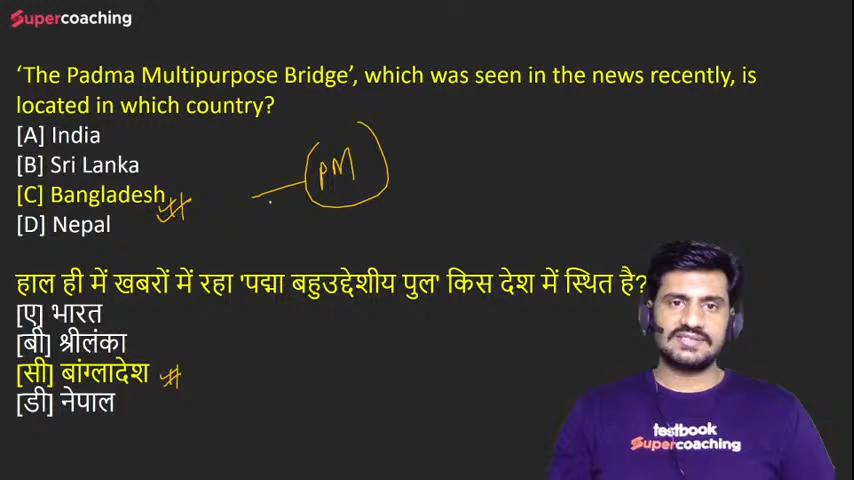 Supercoaching
‘The Padma Multipurpose Bridge’, which was seen in the news recently, is
located in which country?
[A] India
[B] Sri Lanka
[C] Bangladesh
[D] Nepal
PM
हाल ही में खबरों में रहा 'पद्मा बहुउद्देशीय पुल' किस देश में स्थित है?
[ए] भारत
[बी] श्रीलंका
[सी] बांग्लादेश
[डी] नेपाल
testbook
Supercoaching